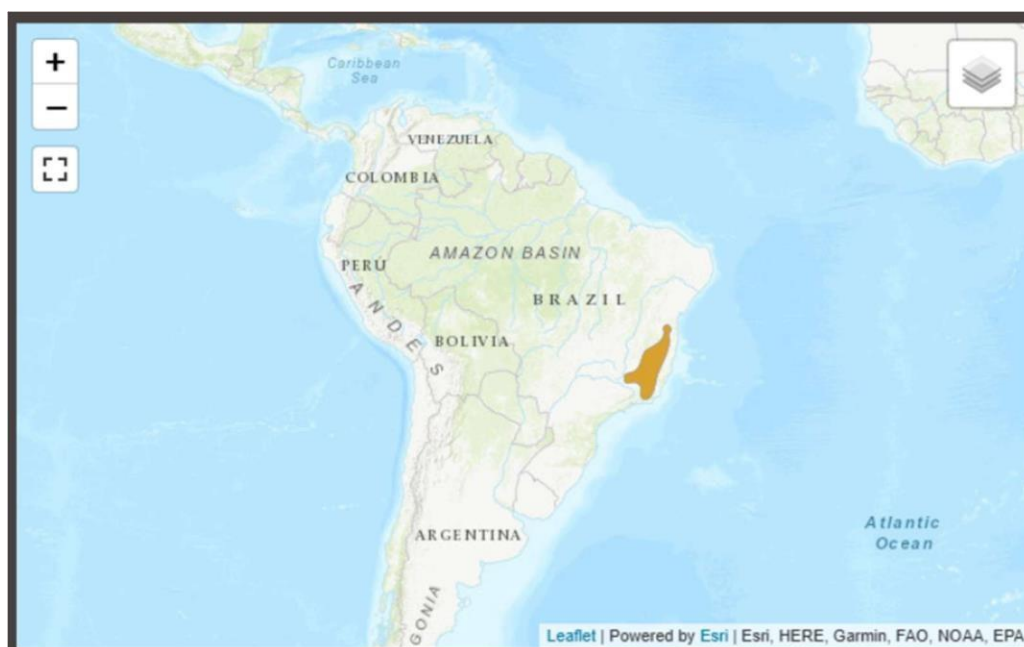 +
Caribbean
Sea
−
VENEZUELA
COLOMBIA
AMAZON BASIN
PERÚ
BRAZIL
ANDES
BOLIVIA
Atlantic
Ocean
ARGENTINA
GONIA
Leaflet | Powered by Esri | Esri, HERE, Garmin, FAO, NOAA, EPA